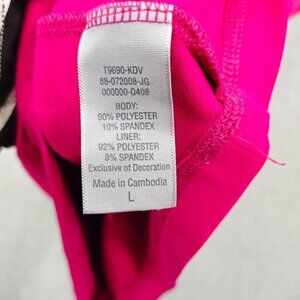 T9690-KDV
88-072008-JG
000000-0408
BODY:
90% POLYESTER
10% SPANDEX
LINER:
92% POLYESTER
8% SPANDEX
Exclusive of Decoration
Made in Cambodia
L